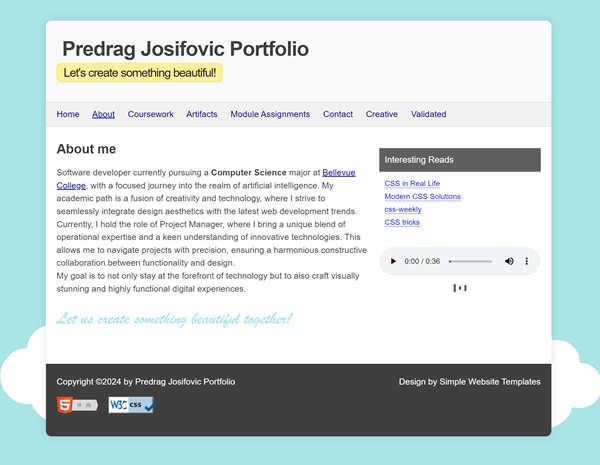 Predrag Josifovic Portfolio
Let's create something beautiful!
Home About Coursework Artifacts Module Assignments Contact Creative Validated
About me
Software developer currently pursuing a Computer Science major at Bellevue
College, with a focused journey into the realm of artificial intelligence. My
academic path is a fusion of creativity and technology, where I strive to
seamlessly integrate design aesthetics with the latest web development trends.
Currently, I hold the role of Project Manager, where I bring a unique blend of
operational expertise and a keen understanding of innovative technologies. This
allows me to navigate projects with precision, ensuring a harmonious constructive
collaboration between functionality and design.
My goal is to not only stay at the forefront of technology but to also craft visually
stunning and highly functional digital experiences.
Let us create something beautiful together!
Interesting Reads
CSS in Real Life
Modern CSS Solutions
css-weekly
CSS tricks
0:00 / 0:36
Copyright ©2024 by Predrag Josifovic Portfolio
Design by Simple Website Templates
W3C css